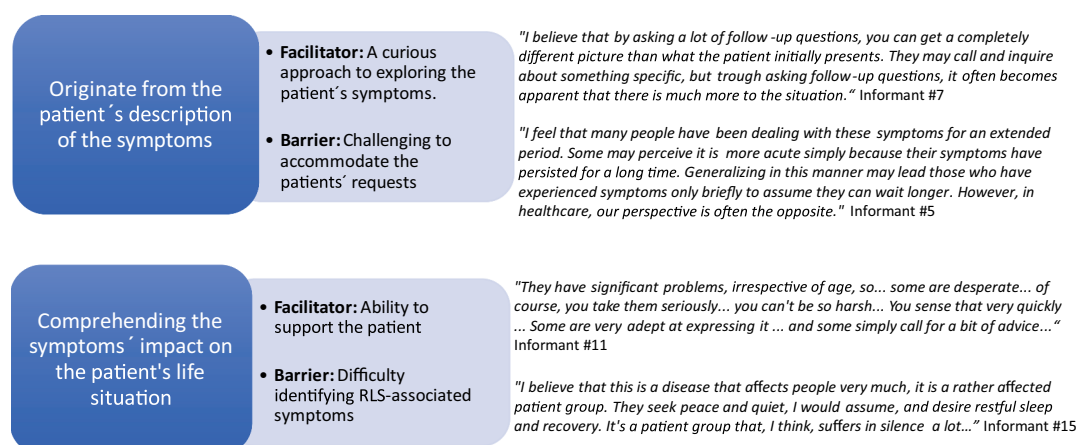 Originate from the
patient´s description
of the symptoms
• Facilitator: A curious
approach to exploring the
patient´s symptoms.
• Barrier: Challenging to
accommodate the
patients´ requests
"I believe that by asking a lot of follow -up questions, you can get a completely
different picture than what the patient initially presents. They may call and inquire
about something specific, but trough asking follow-up questions, it often becomes
apparent that there is much more to the situation.“ Informant #7
"I feel that many people have been dealing with these symptoms for an extended
period. Some may perceive it is more acute simply because their symptoms have
persisted for a long time. Generalizing in this manner may lead those who have
experienced symptoms only briefly to assume they can wait longer. However, in
healthcare, our perspective is often the opposite." Informant #5
Comprehending the
symptoms´ impact on
the patient's life
situation
• Facilitator: Ability to
support the patient
• Barrier: Difficulty
identifying RLS-associated
symptoms
"They have significant problems, irrespective of age, so... some are desperate... of
course, you take them seriously... you can't be so harsh... You sense that very quickly
... Some are very adept at expressing it ... and some simply call for a bit of advice...“
Informant #11
"I believe that this is a disease that affects people very much, it is a rather affected
patient group. They seek peace and quiet, I would assume, and desire restful sleep
and recovery. It's a patient group that, I think, suffers in silence a lot...” Informant #15